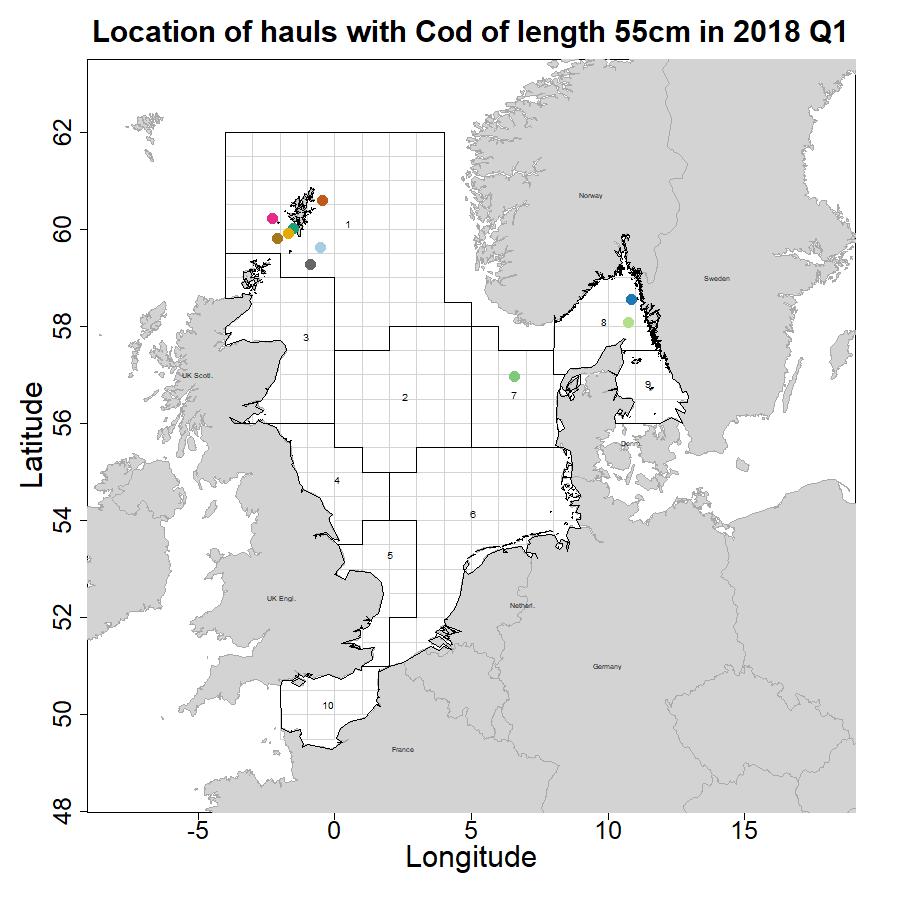 Location of hauls with Cod of length 55cm in 2018 Q1
62
60
58
56
54
52
50
48
Latitude
Norway
Sweden
1
8
3
UK Scotl.
9
7
2
Denm.
4
6
5
UK Engl.
Netherl.
Germany
10
France
-5
0
5
10
15
Longitude